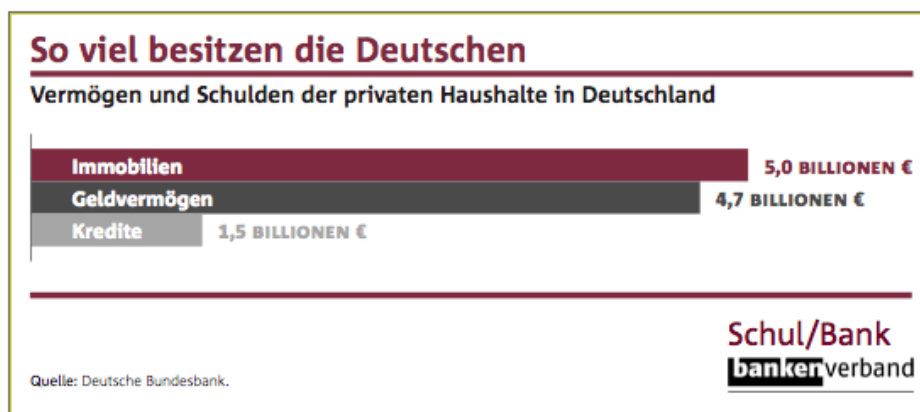 So viel besitzen die Deutschen
Vermögen und Schulden der privaten Haushalte in Deutschland
Immobilien 5,0 BILLIONEN €
Geldvermögen 4,7 BILLIONEN €
Kredite 1,5 BILLIONEN €
Schul/Bank
bankenverband
Quelle: Deutsche Bundesbank.